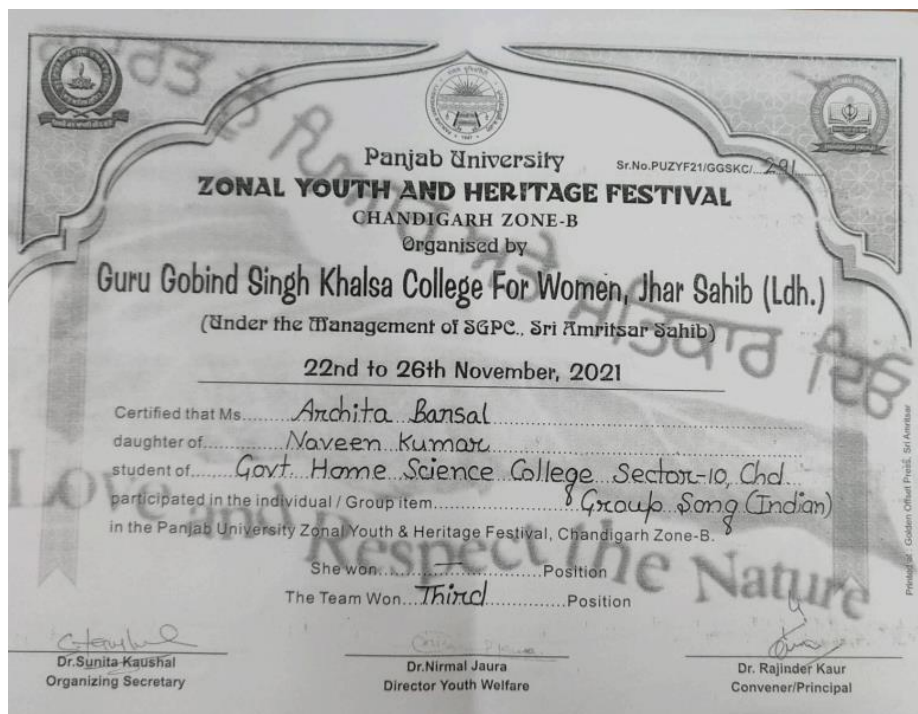 Panjab University
Sr.No.PUZYF21/GGSKC/....291
ZONAL YOUTH AND HERITAGE FESTIVAL
CHANDIGARH ZONE-B
Organised by
Guru Gobind Singh Khalsa College For Women, Jhar Sahib (Ldh.)
(Under the Management of SGPC., Sri Amritsar Sahib)
22nd to 26th November, 2021
Certified that Ms. Archita Bansal
daughter of Naveen Kumar
student of Govt. Home Science College Sector-10, Chd
participated in the individual / Group item Group Song (Indian)
in the Panjab University Zonal Youth & Heritage Festival, Chandigarh Zone-B.
She won — Position
The Team Won Third Position
ਅਤੇ ਸਤਿਕਾਰ ਦਿਓ
Love and Respect the Nature
Dr.Sunita Kaushal
Organizing Secretary
Dr.Nirmal Jaura
Director Youth Welfare
Dr. Rajinder Kaur
Convener/Principal
Printed at : Golden Offset Press, Sri Amritsar